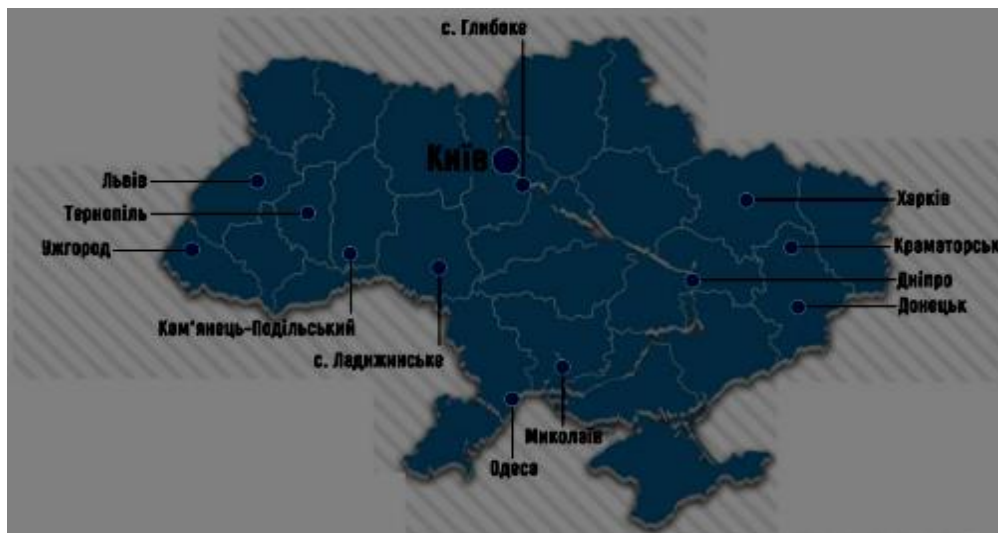 с. Глибоке
Київ
Львів
Тернопіль
Ужгород
Харків
Краматорськ
Дніпро
Донецьк
Кам'янець-Подільський
с. Ладижинське
Миколаїв
Одеса